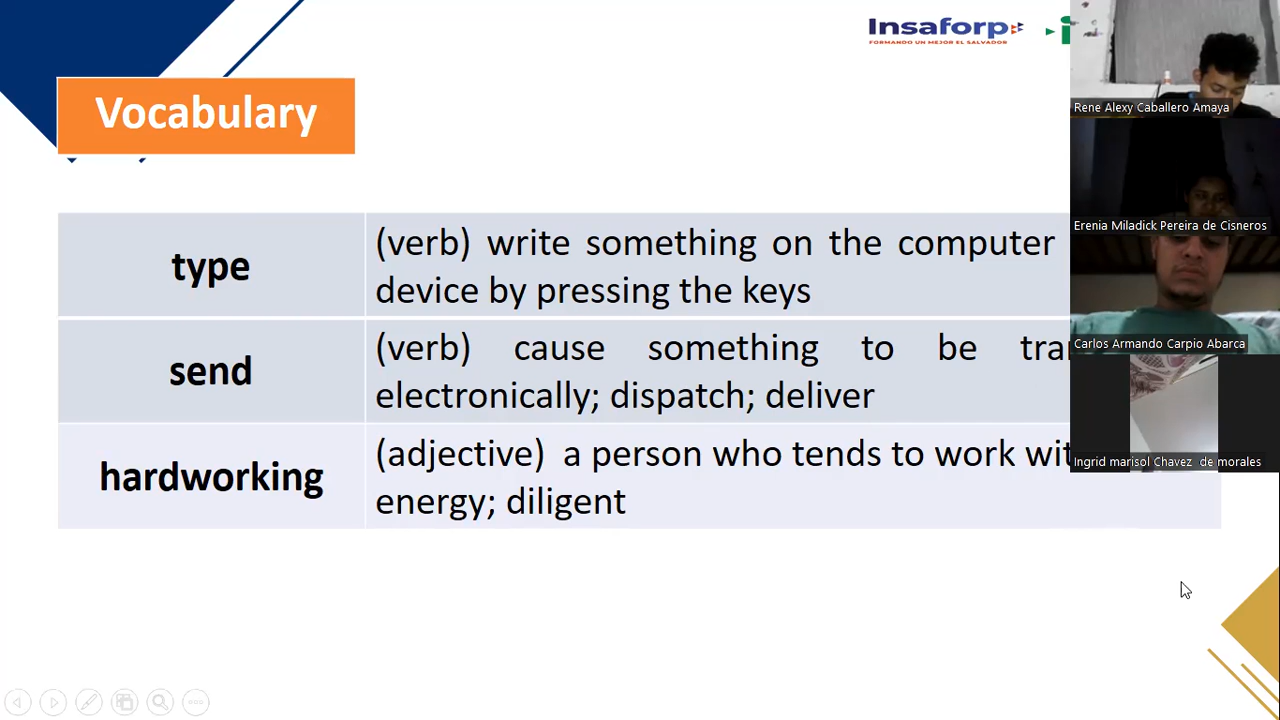 Insaforp
FORMANDO UN MEJOR EL SALVADOR
Vocabulary
type
(verb) write something on the computer
device by pressing the keys
send
(verb) cause something to be
electronically; dispatch; deliver
hardworking
(adjective) a person who tends to work
energy; diligent
Rene Alexy Caballero Amaya
Erenia Miladick Pereira de Cisneros
Carlos Armando Carpio Abarca
Ingrid marisol Chavez de morales